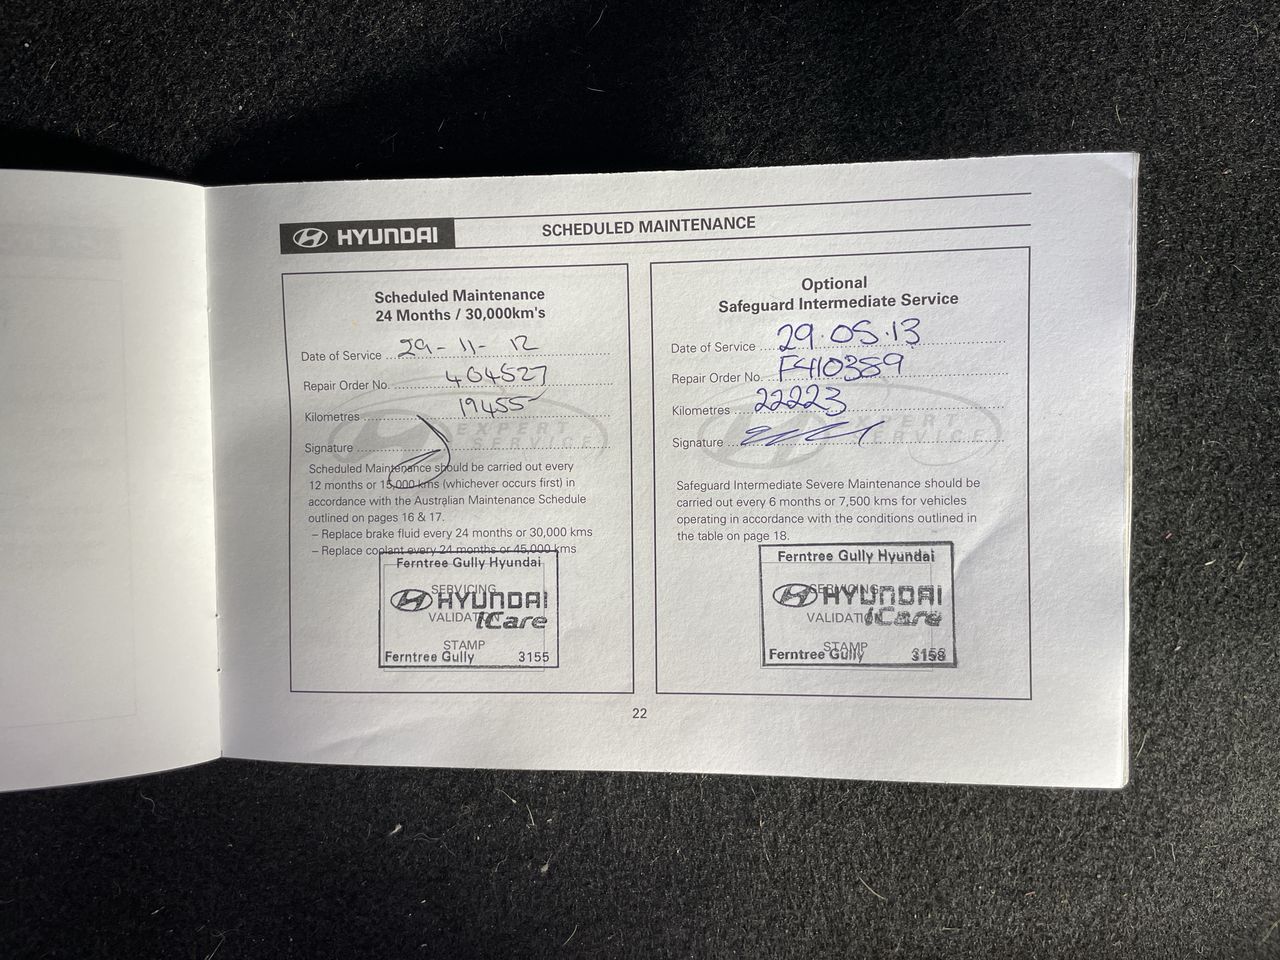 HYUNDAI
SCHEDULED MAINTENANCE
Scheduled Maintenance
24 Months / 30,000km's
Date of Service 29-11-12
Repair Order No. 464527
Kilometres 19455
Signature
EXPERT
SERVICE
Scheduled Maintenance should be carried out every
12 months or 15,000 kms (whichever occurs first) in
accordance with the Australian Maintenance Schedule
outlined on pages 16 & 17.
– Replace brake fluid every 24 months or 30,000 kms
– Replace coolant every 24 months or 45,000 kms
Ferntree Gully Hyundai
SERVICING
HYUNDAI
VALIDATION
iCare
STAMP
Ferntree Gully 3155
Optional
Safeguard Intermediate Service
Date of Service 29.05.13
Repair Order No. F410389
Kilometres 22223
Signature
EXPERT
SERVICE
Safeguard Intermediate Severe Maintenance should be
carried out every 6 months or 7,500 kms for vehicles
operating in accordance with the conditions outlined in
the table on page 18.
Ferntree Gully Hyundai
SERVICING
HYUNDAI
VALIDATION
iCare
STAMP
Ferntree Gully
22